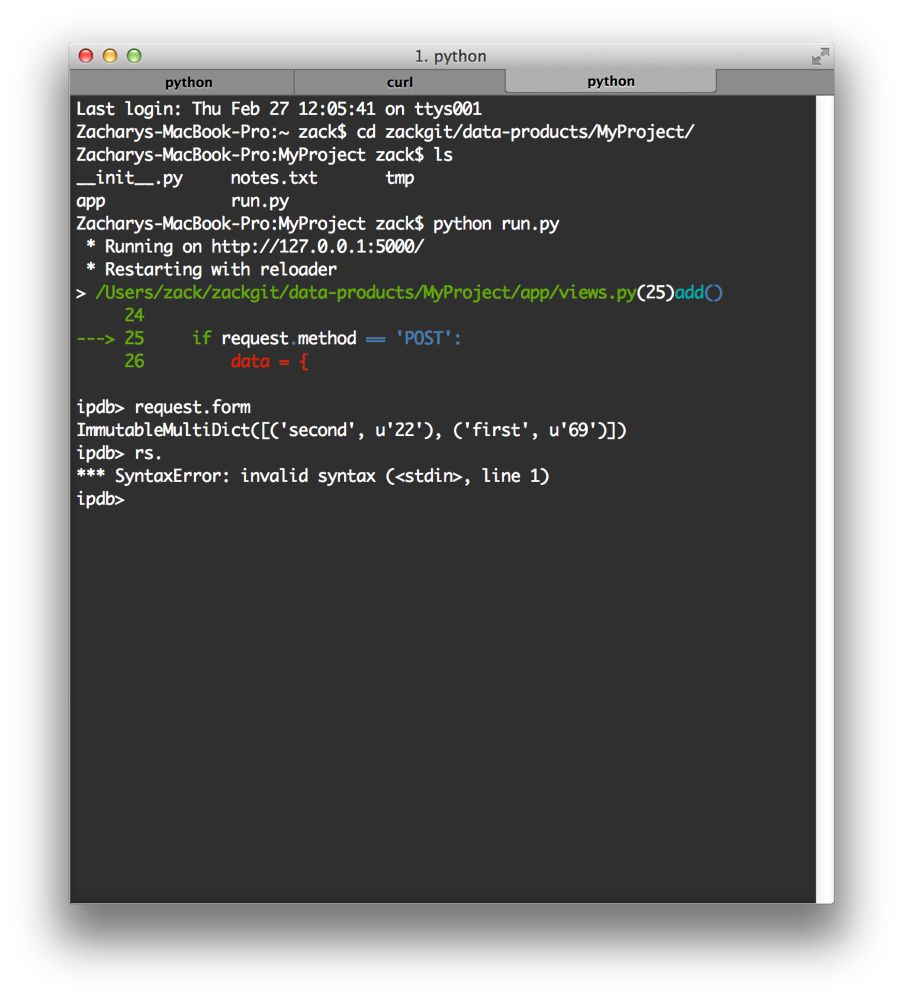 1. python
python curl python
Last login: Thu Feb 27 12:05:41 on ttys001
Zacharys-MacBook-Pro:~ zack$ cd zackgit/data-products/MyProject/
Zacharys-MacBook-Pro:MyProject zack$ ls
__init__.py     notes.txt       tmp
app             run.py
Zacharys-MacBook-Pro:MyProject zack$ python run.py
 * Running on http://127.0.0.1:5000/
 * Restarting with reloader
> /Users/zack/zackgit/data-products/MyProject/app/views.py(25)add()
     24
---> 25     if request.method == 'POST':
     26         data = {
ipdb> request.form
ImmutableMultiDict([('second', u'22'), ('first', u'69')])
ipdb> rs.
*** SyntaxError: invalid syntax (<stdin>, line 1)
ipdb>